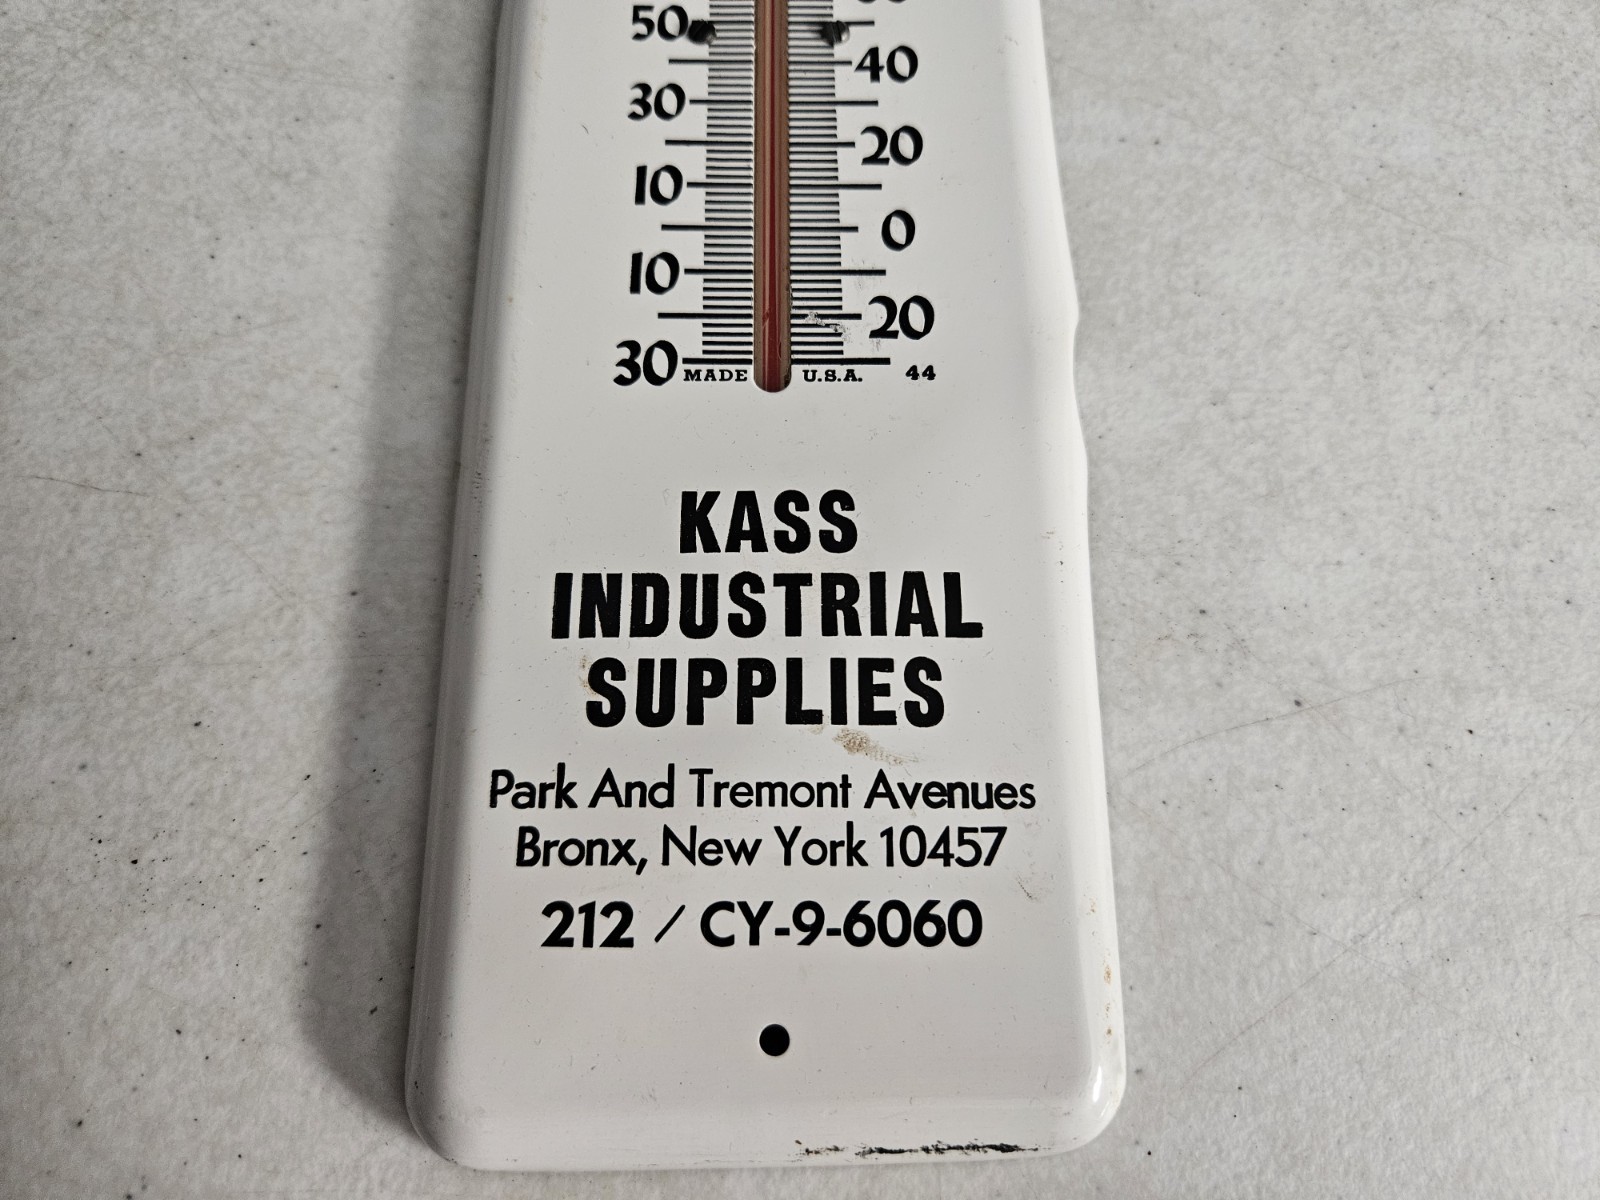 50
40
30
20
10
0
10
20
30 MADE U.S.A. 44
KASS
INDUSTRIAL
SUPPLIES
Park And Tremont Avenues
Bronx, New York 10457
212 / CY-9-6060